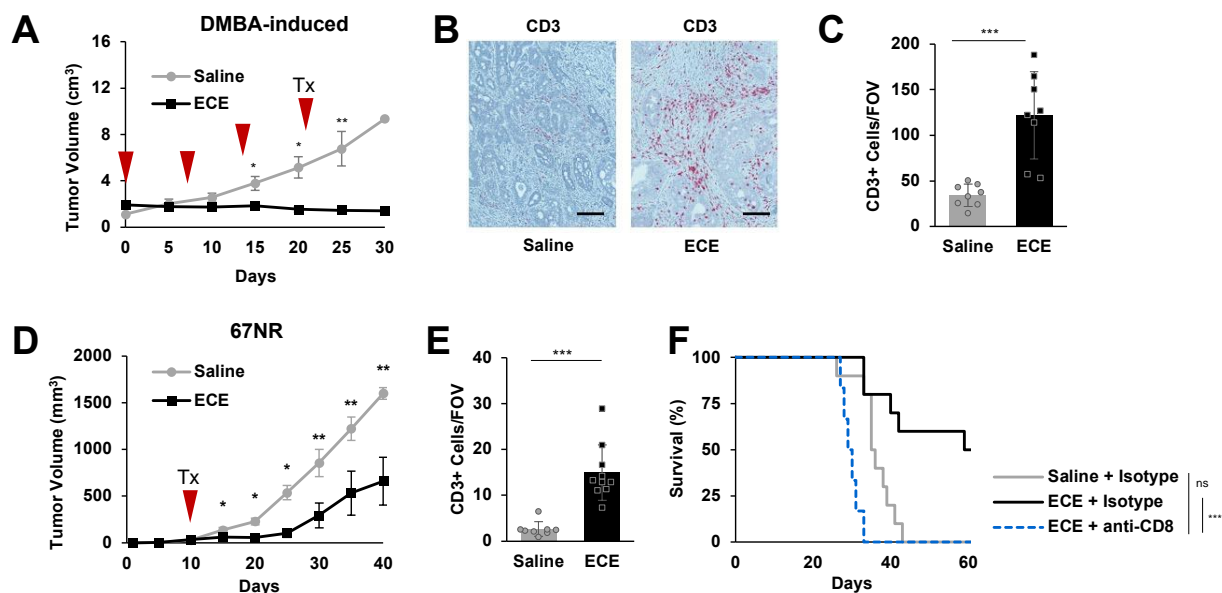 A
DMBA-induced
Tumor Volume (cm³)
16
12
8
4
0
Saline
ECE
Tx
*
*
**
0 5 10 15 20 25 30
Days
B
CD3 CD3
Saline ECE
C
CD3+ Cells/FOV
200
150
100
50
0
***
Saline ECE
D
67NR
Tumor Volume (mm³)
2000
1500
1000
500
0
Saline
ECE
Tx
*
*
*
**
**
**
0 10 20 30 40
Days
E
CD3+ Cells/FOV
40
30
20
10
0
***
Saline ECE
F
Survival (%)
100
75
50
25
0
0 20 40 60
Days
Saline + Isotype
ECE + Isotype
ECE + anti-CD8
ns
***